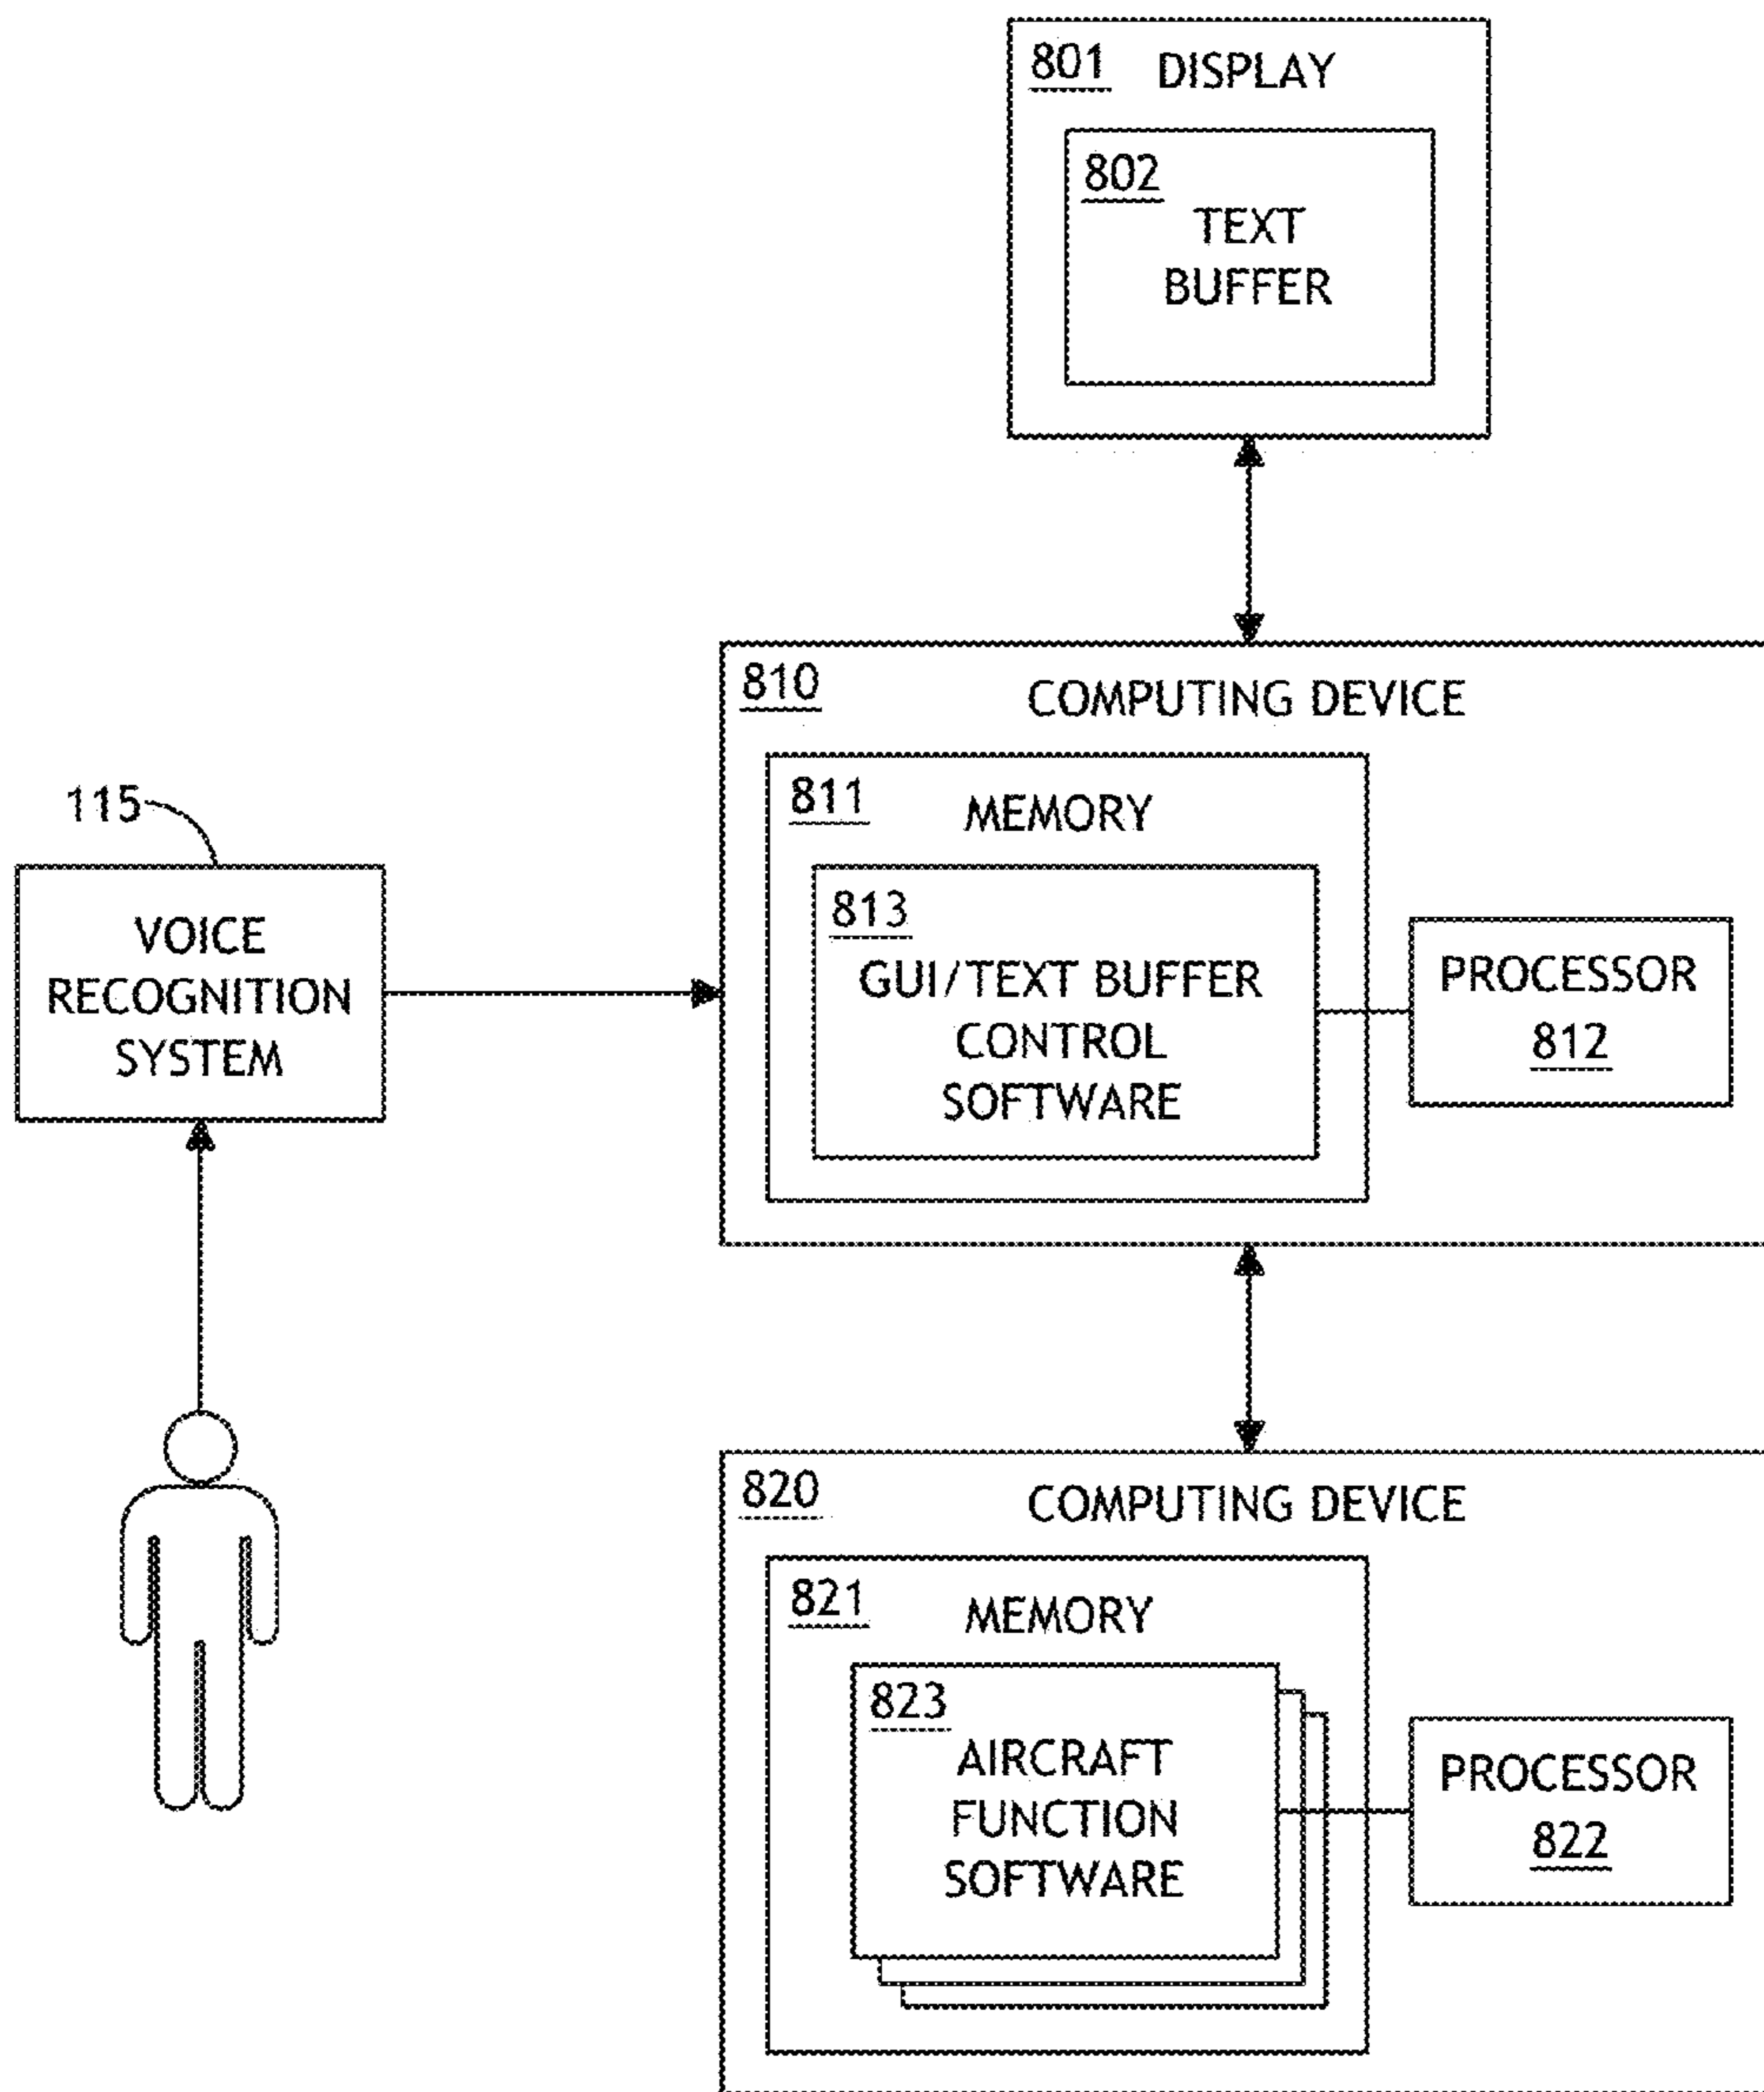 801 DISPLAY
802
TEXT
BUFFER
810 COMPUTING DEVICE
811 MEMORY
813
GUI/TEXT BUFFER
CONTROL
SOFTWARE
PROCESSOR
812
115
VOICE
RECOGNITION
SYSTEM
820 COMPUTING DEVICE
821 MEMORY
823
AIRCRAFT
FUNCTION
SOFTWARE
PROCESSOR
822